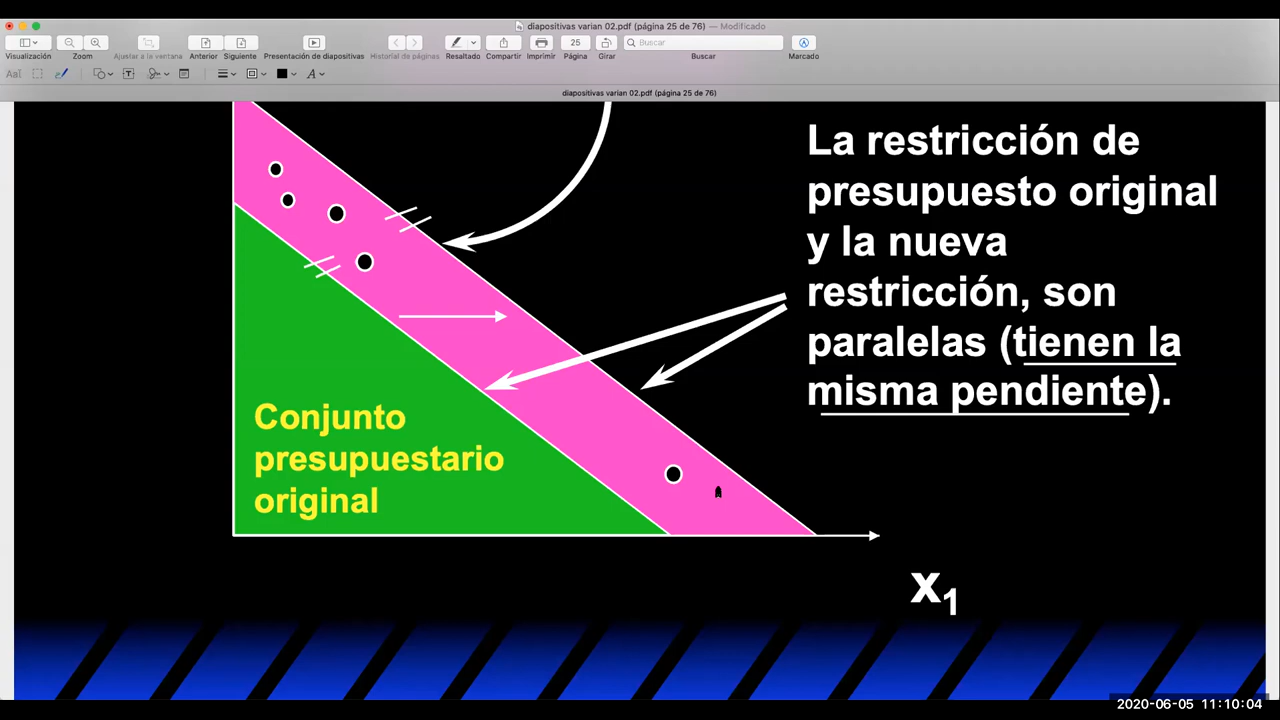 diapositivas varian 02.pdf (página 25 de 76) — Modificado
25
Buscar
Visualización
Zoom
Ajustar a la ventana
Anterior
Siguiente
Presentación de diapositivas
Historial de páginas
Resaltado
Compartir
Imprimir
Página
Girar
Buscar
Marcado
diapositivas varian 02.pdf (página 25 de 76)
La restricción de
presupuesto original
y la nueva
restricción, son
paralelas (tienen la
misma pendiente).
Conjunto
presupuestario
original
x₁
2020-06-05 11:10:04